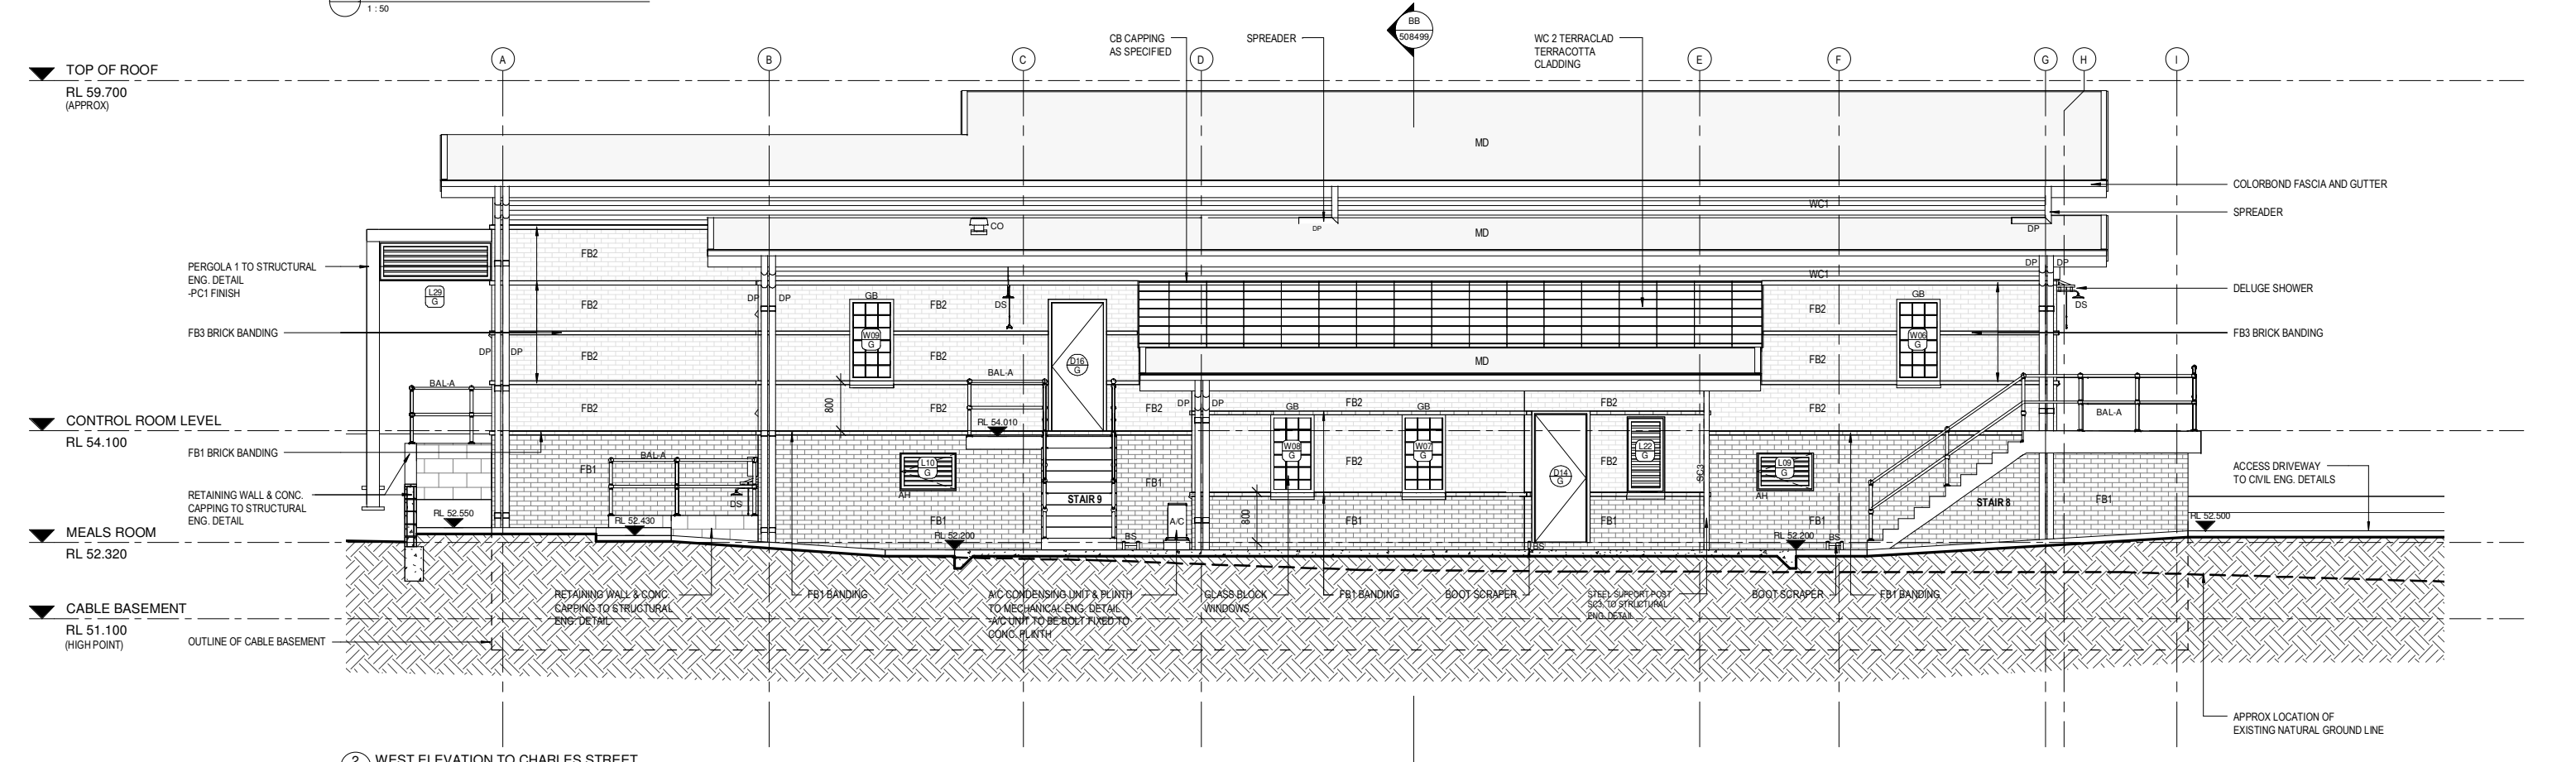 1 : 50
BB
508499
CB CAPPING
AS SPECIFIED
SPREADER
WC 2 TERRACLAD
TERRACOTTA
CLADDING
A
B
C
D
E
F
G
H
I
TOP OF ROOF
RL 59.700
(APPROX)
MD
COLORBOND FASCIA AND GUTTER
WC1
SPREADER
CO
DP
DP
MD
FB2
PERGOLA 1 TO STRUCTURAL
ENG. DETAIL
-PC1 FINISH
DP
DP
WC1
L29
G
DELUGE SHOWER
FB2
DP
DP
GB
FB2
DS
FB2
GB
DS
FB3 BRICK BANDING
W09
G
W06
G
FB3 BRICK BANDING
DP
DP
FB2
FB2
D16
G
MD
FB2
BAL-A
BAL-A
800
FB2
FB2
FB2
DP
DP
GB
FB2
GB
FB2
FB2
BAL-A
CONTROL ROOM LEVEL
RL 54.100
RL 54.010
FB1 BRICK BANDING
BAL-A
FB1
L10
G
W08
G
FB2
W07
G
L22
G
FB2
L09
G
ACCESS DRIVEWAY
TO CIVIL ENG. DETAILS
SC3
D14
G
RETAINING WALL & CONC.
CAPPING TO STRUCTURAL
ENG. DETAIL
DS
AH
STAIR 9
FB1
AH
STAIR 8
FB1
RL 52.550
RL 52.430
FB1
A/C
800
FB1
FB1
FB1
RL 52.500
MEALS ROOM
RL 52.320
RL 52.200
BS
BS
RL 52.200
BS
RETAINING WALL & CONC.
CAPPING TO STRUCTURAL
ENG. DETAIL
FB1 BANDING
A/C CONDENSING UNIT & PLINTH
TO MECHANICAL ENG. DETAIL
-A/C UNIT TO BE BOLT FIXED TO
CONC. PLINTH
GLASS BLOCK
WINDOWS
FB1 BANDING
BOOT SCRAPER
STEEL SUPPORT POST
SC3, TO STRUCTURAL
ENG. DETAIL
BOOT SCRAPER
FB1 BANDING
CABLE BASEMENT
RL 51.100
(HIGH POINT)
OUTLINE OF CABLE BASEMENT
APPROX LOCATION OF
EXISTING NATURAL GROUND LINE
2
WEST ELEVATION TO CHARLES STREET